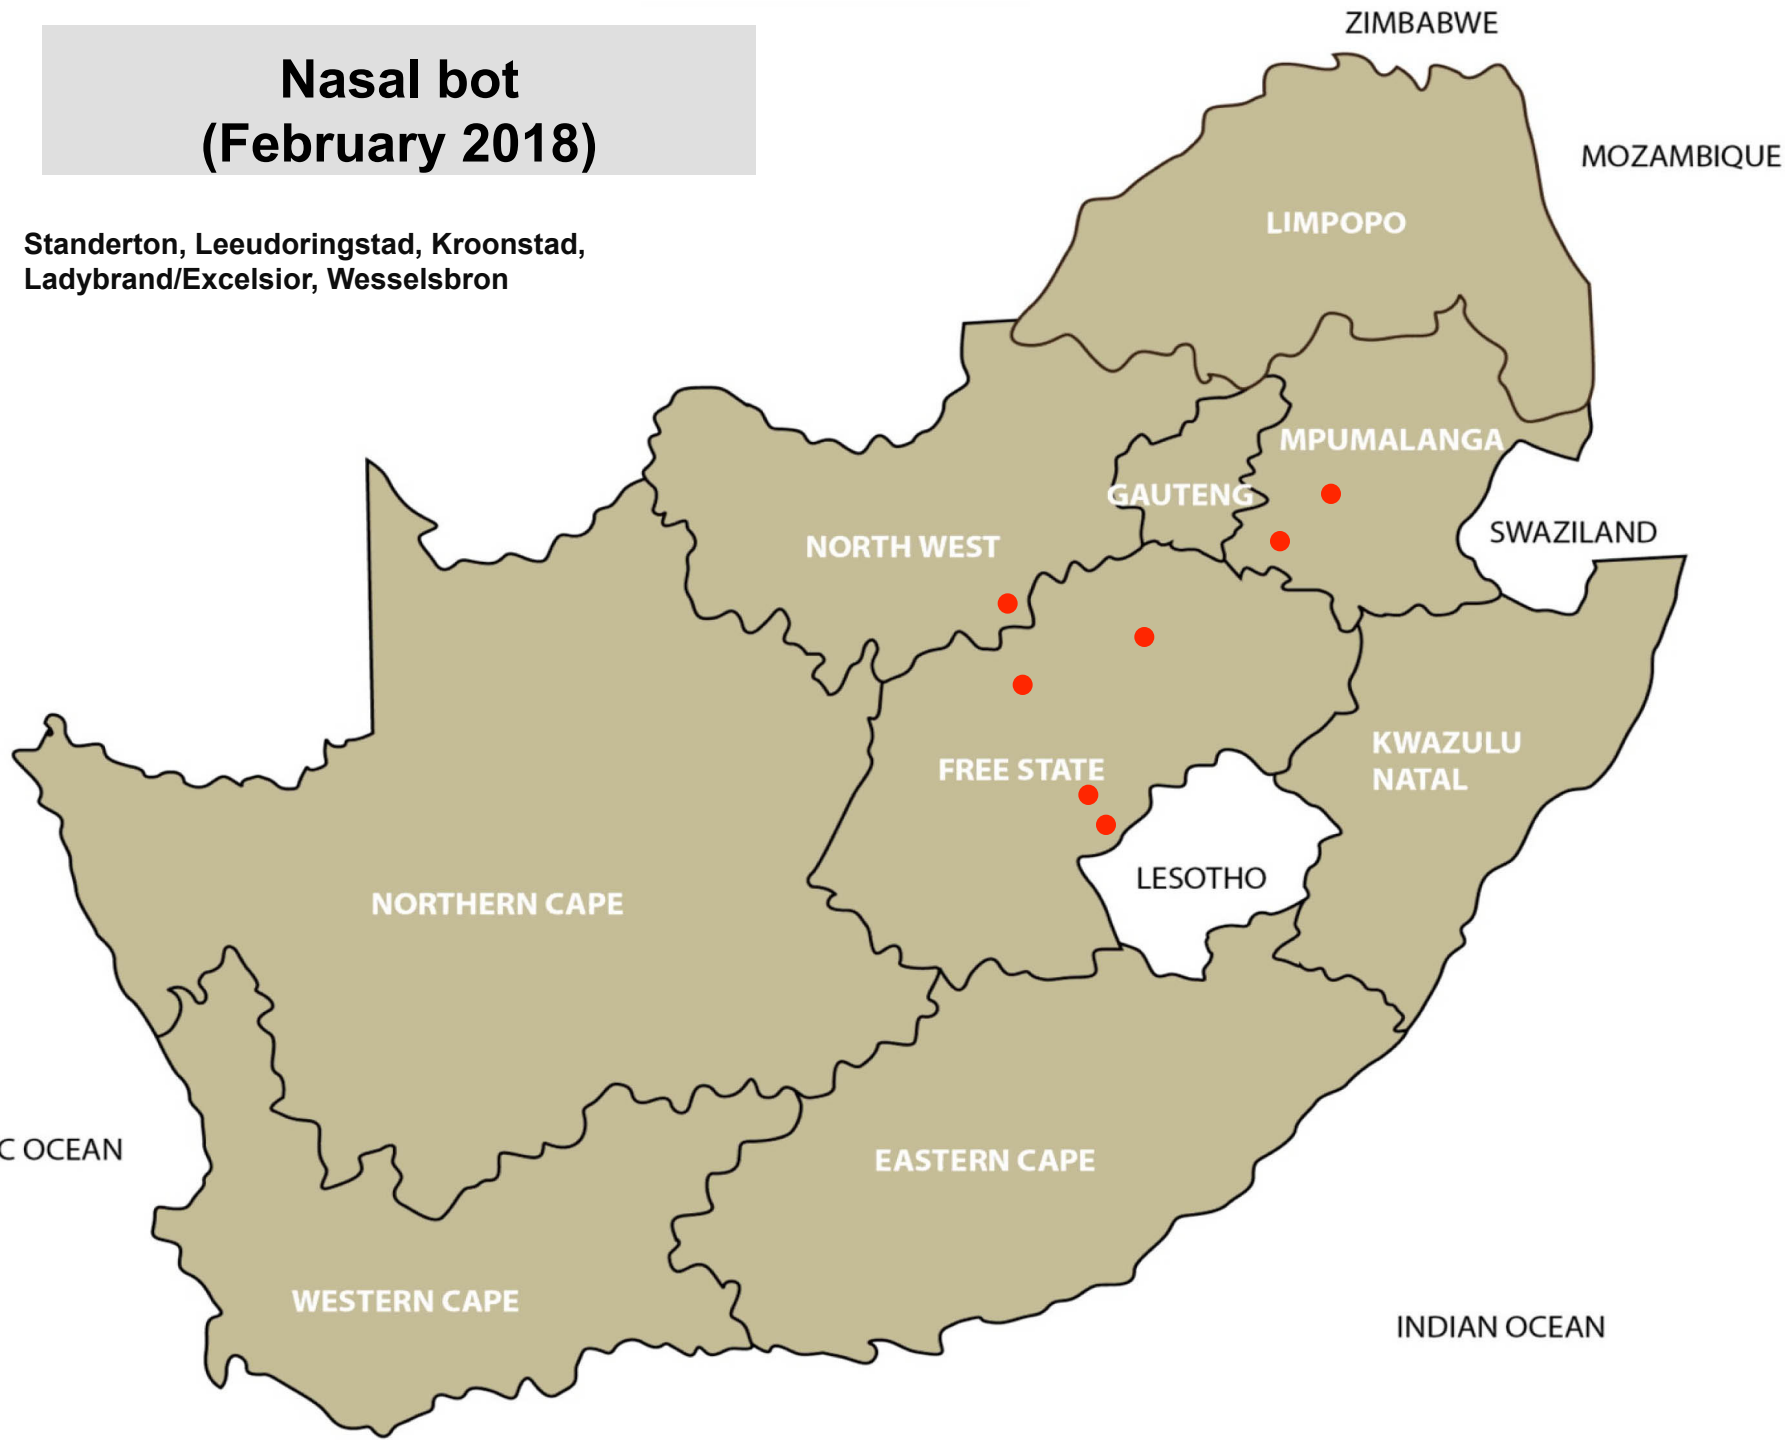 Nasal bot
(February 2018)
Standerton, Leeudoringstad, Kroonstad,
Ladybrand/Excelsior, Wesselsbron
ZIMBABWE
MOZAMBIQUE
LIMPOPO
MPUMALANGA
GAUTENG
SWAZILAND
NORTH WEST
KWAZULU
NATAL
FREE STATE
LESOTHO
NORTHERN CAPE
C OCEAN
EASTERN CAPE
WESTERN CAPE
INDIAN OCEAN